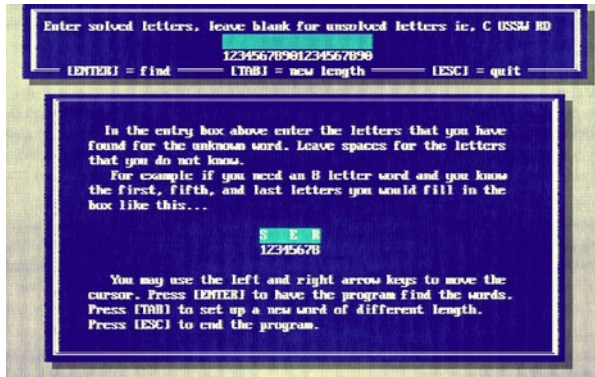 Enter solved letters, leave blank for unsolved letters ie, C OSSW RD
12345678901234567890
[ENTER] = find [TAB] = new length [ESC] = quit
In the entry box above enter the letters that you have
found for the unknown word. Leave spaces for the letters
that you do not know.
For example if you need an 8 letter word and you know
the first, fifth, and last letters you would fill in the
box like this...
S E R
12345678
You may use the left and right arrow keys to move the
cursor. Press [ENTER] to have the program find the words.
Press [TAB] to set up a new word of different length.
Press [ESC] to end the program.